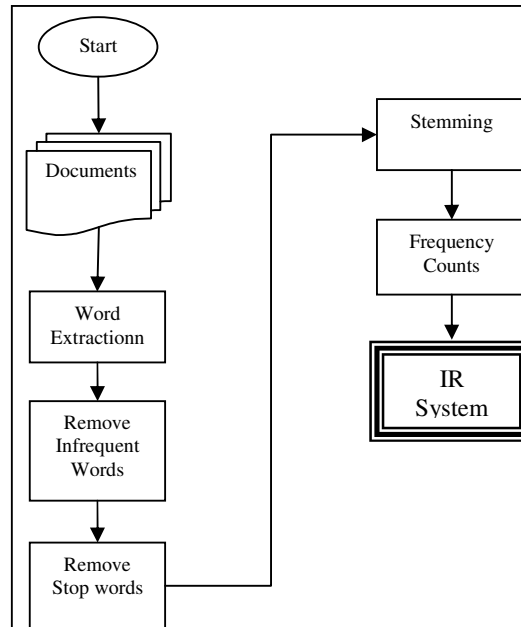 Start
Documents
Word
Extractionn
Remove
Infrequent
Words
Remove
Stop words
Stemming
Frequency
Counts
IR
System